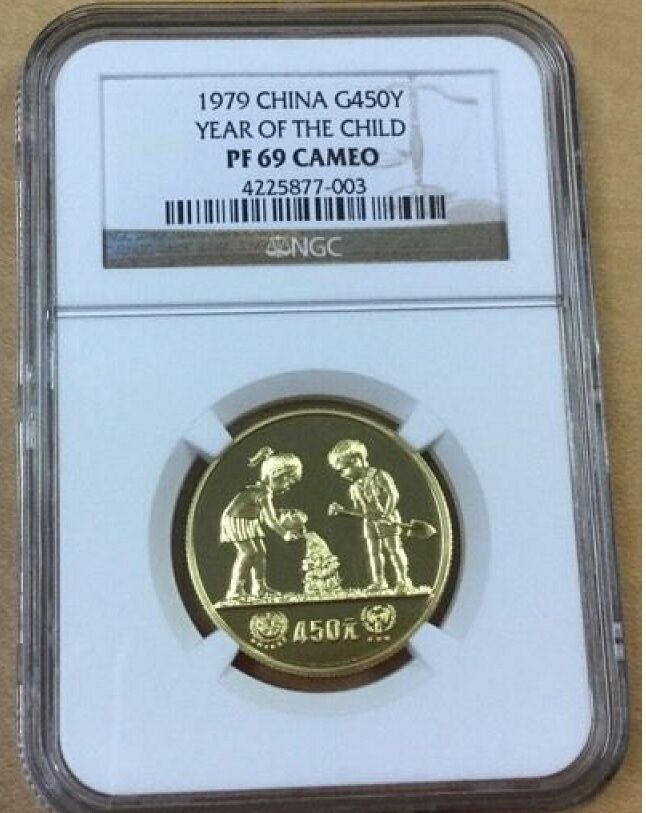 1979 CHINA G450Y
YEAR OF THE CHILD
PF 69 CAMEO
4225877-003
NGC
450元